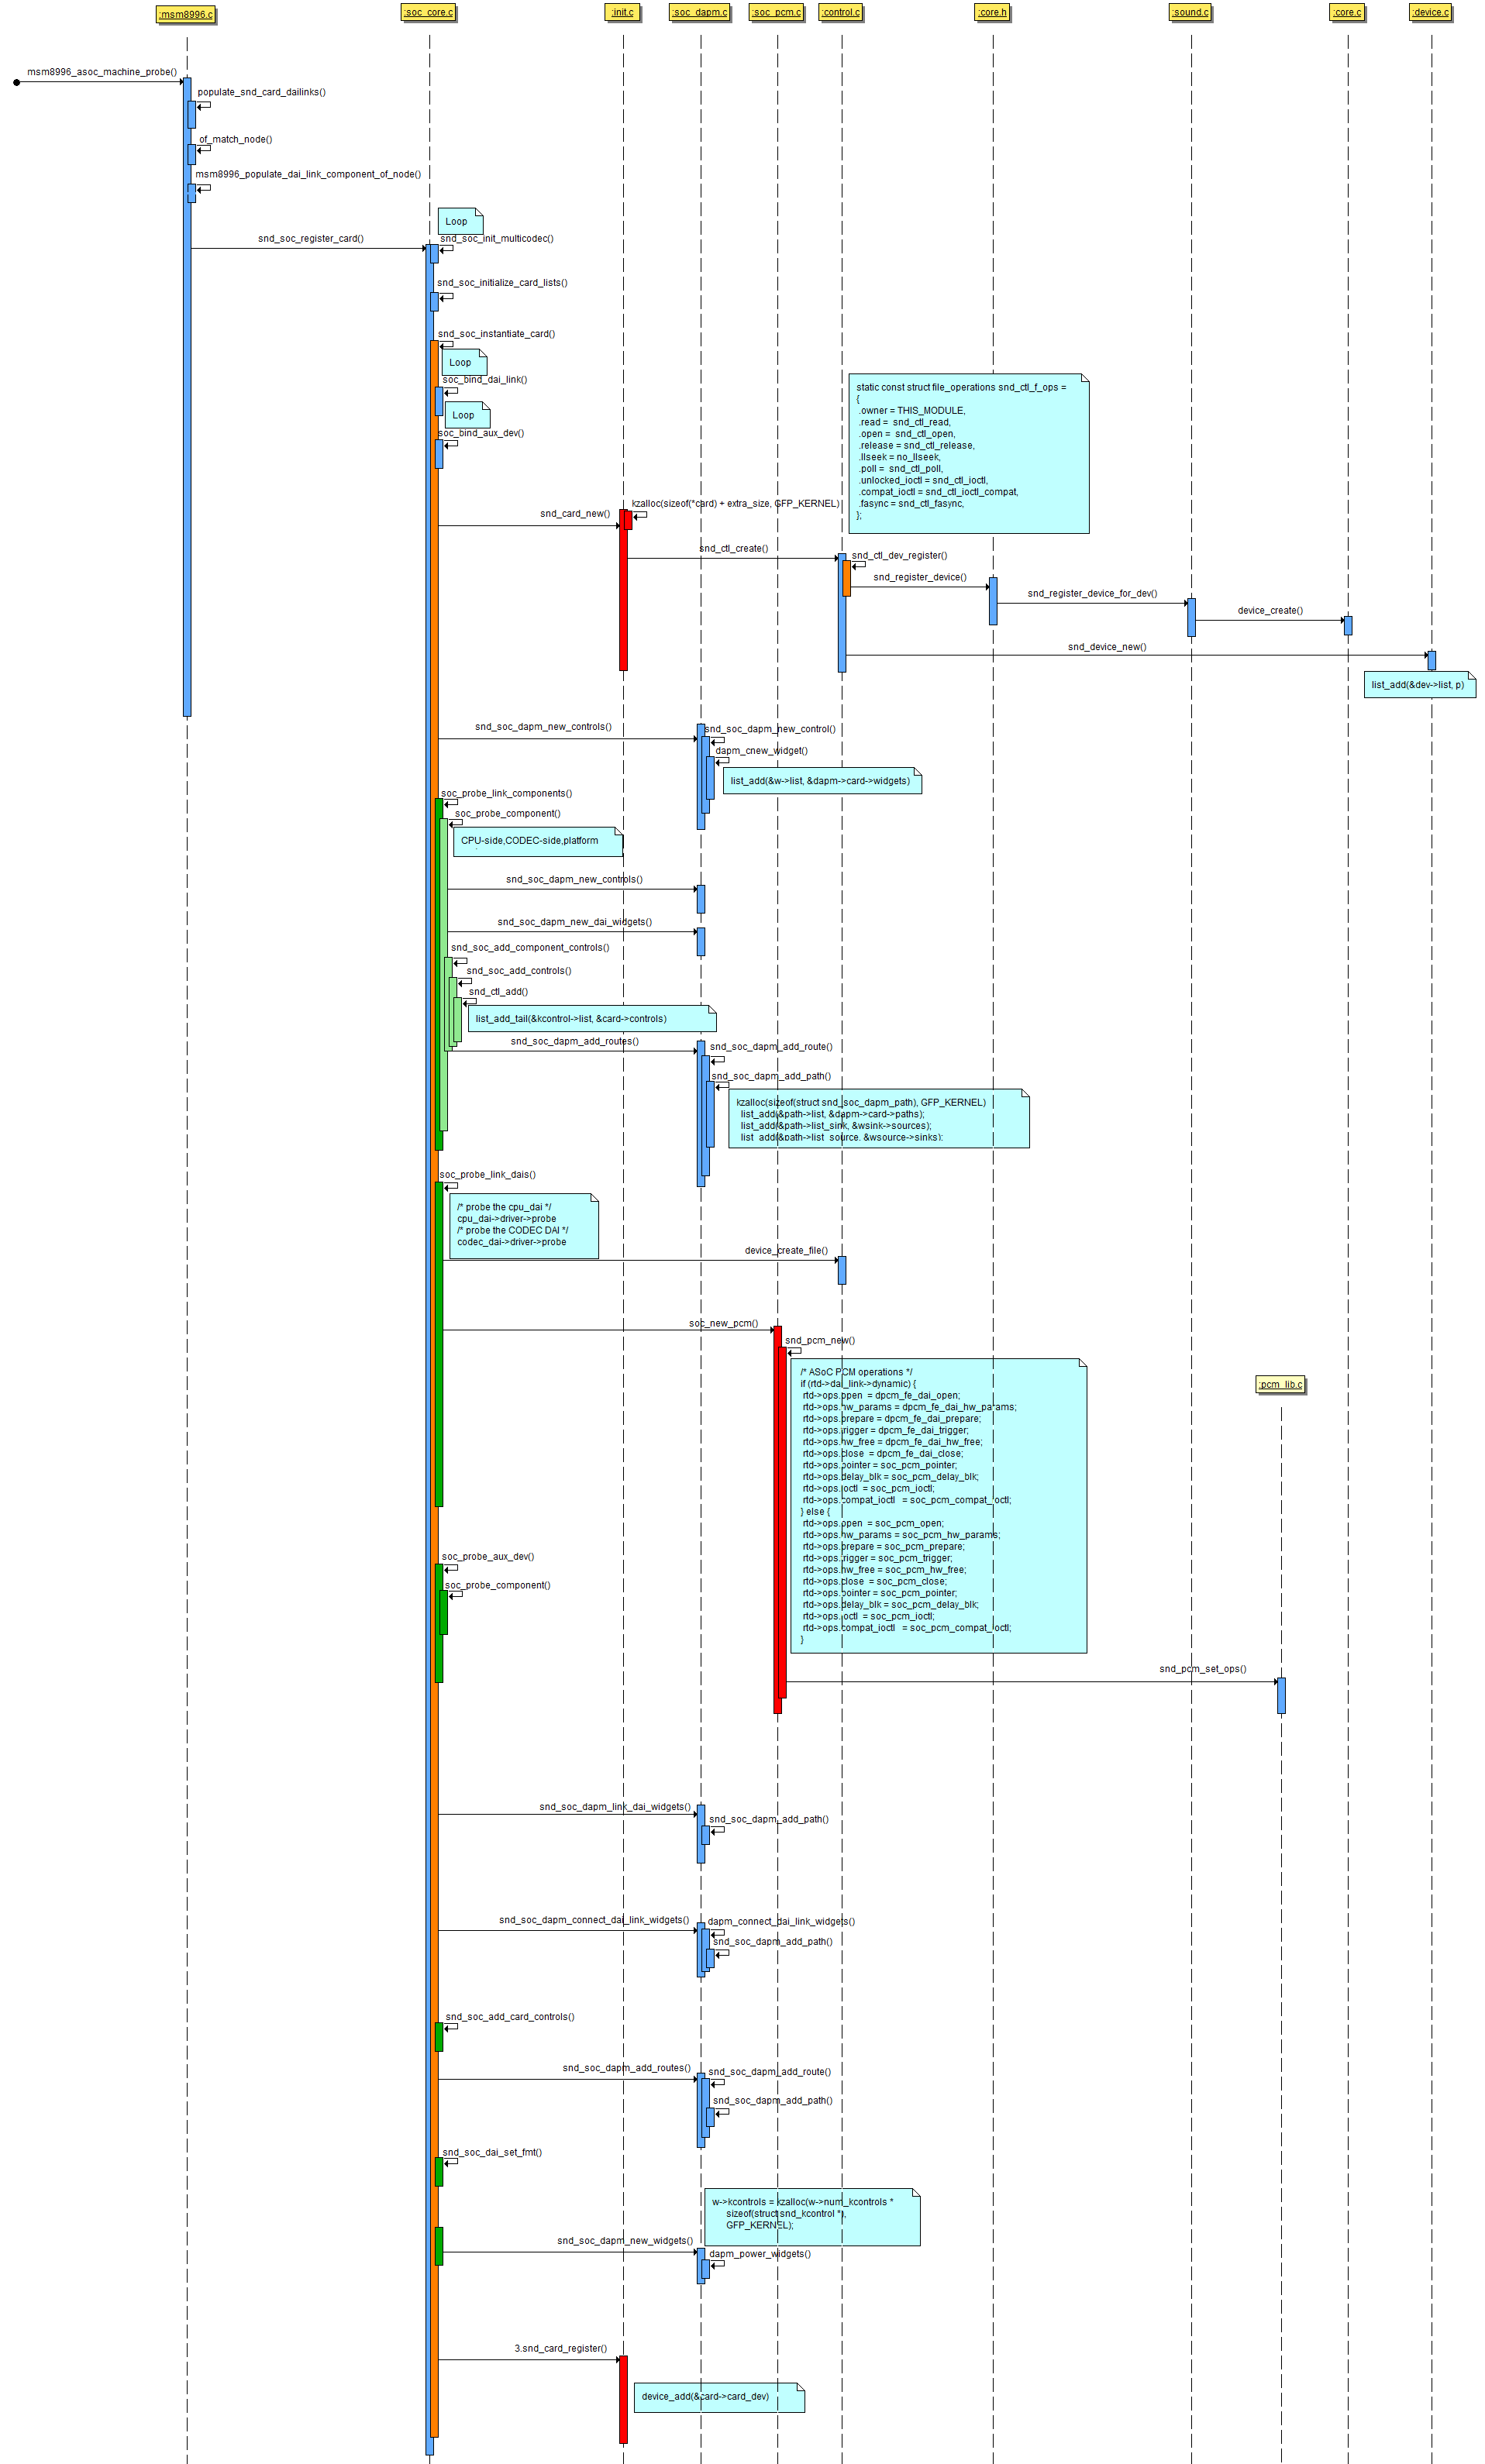 :msm8996.c
:soc_core.c
:init.c
:soc_dapm.c
:soc_pcm.c
:control.c
:core.h
:sound.c
:core.c
:device.c
msm8996_asoc_machine_probe()
populate_snd_card_dailinks()
of_match_node()
msm8996_populate_dai_link_component_of_node()
Loop
snd_soc_register_card()
snd_soc_init_multicodec()
snd_soc_initialize_card_lists()
snd_soc_instantiate_card()
Loop
soc_bind_dai_link()
Loop
soc_bind_aux_dev()
static const struct file_operations snd_ctl_f_ops =
{
.owner = THIS_MODULE,
.read = snd_ctl_read,
.open = snd_ctl_open,
.release = snd_ctl_release,
.llseek = no_llseek,
.poll = snd_ctl_poll,
.unlocked_ioctl = snd_ctl_ioctl,
.compat_ioctl = snd_ctl_ioctl_compat,
.fasync = snd_ctl_fasync,
};
kzalloc(sizeof(*card) + extra_size, GFP_KERNEL)
snd_card_new()
snd_ctl_create()
snd_ctl_dev_register()
snd_register_device()
snd_register_device_for_dev()
device_create()
snd_device_new()
list_add(&dev->list, p)
snd_soc_dapm_new_controls()
snd_soc_dapm_new_control()
dapm_cnew_widget()
list_add(&w->list, &dapm->card->widgets)
soc_probe_link_components()
soc_probe_component()
CPU-side,CODEC-side,platform
snd_soc_dapm_new_controls()
snd_soc_dapm_new_dai_widgets()
snd_soc_add_component_controls()
snd_soc_add_controls()
snd_ctl_add()
list_add_tail(&kcontrol->list, &card->controls)
snd_soc_dapm_add_routes()
snd_soc_dapm_add_route()
snd_soc_dapm_add_path()
kzalloc(sizeof(struct snd_soc_dapm_path), GFP_KERNEL)
list_add(&path->list, &dapm->card->paths);
list_add(&path->list_sink, &wsink->sources);
list_add(&path->list_source, &wsource->sinks);
soc_probe_link_dais()
/* probe the cpu_dai */
cpu_dai->driver->probe
/* probe the CODEC DAI */
codec_dai->driver->probe
device_create_file()
soc_new_pcm()
snd_pcm_new()
/* ASoC PCM operations */
if (rtd->dai_link->dynamic) {
rtd->ops.open = dpcm_fe_dai_open;
rtd->ops.hw_params = dpcm_fe_dai_hw_params;
rtd->ops.prepare = dpcm_fe_dai_prepare;
rtd->ops.trigger = dpcm_fe_dai_trigger;
rtd->ops.hw_free = dpcm_fe_dai_hw_free;
rtd->ops.close = dpcm_fe_dai_close;
rtd->ops.pointer = soc_pcm_pointer;
rtd->ops.delay_blk = soc_pcm_delay_blk;
rtd->ops.ioctl = soc_pcm_ioctl;
rtd->ops.compat_ioctl = soc_pcm_compat_ioctl;
} else {
rtd->ops.open = soc_pcm_open;
rtd->ops.hw_params = soc_pcm_hw_params;
rtd->ops.prepare = soc_pcm_prepare;
rtd->ops.trigger = soc_pcm_trigger;
rtd->ops.hw_free = soc_pcm_hw_free;
rtd->ops.close = soc_pcm_close;
rtd->ops.pointer = soc_pcm_pointer;
rtd->ops.delay_blk = soc_pcm_delay_blk;
rtd->ops.ioctl = soc_pcm_ioctl;
rtd->ops.compat_ioctl = soc_pcm_compat_ioctl;
}
:pcm_lib.c
soc_probe_aux_dev()
soc_probe_component()
snd_pcm_set_ops()
snd_soc_dapm_link_dai_widgets()
snd_soc_dapm_add_path()
snd_soc_dapm_connect_dai_link_widgets()
dapm_connect_dai_link_widgets()
snd_soc_dapm_add_path()
snd_soc_add_card_controls()
snd_soc_dapm_add_routes()
snd_soc_dapm_add_route()
snd_soc_dapm_add_path()
snd_soc_dai_set_fmt()
w->kcontrols = kzalloc(w->num_kcontrols *
sizeof(struct snd_kcontrol *),
GFP_KERNEL);
snd_soc_dapm_new_widgets()
dapm_power_widgets()
3.snd_card_register()
device_add(&card->card_dev)